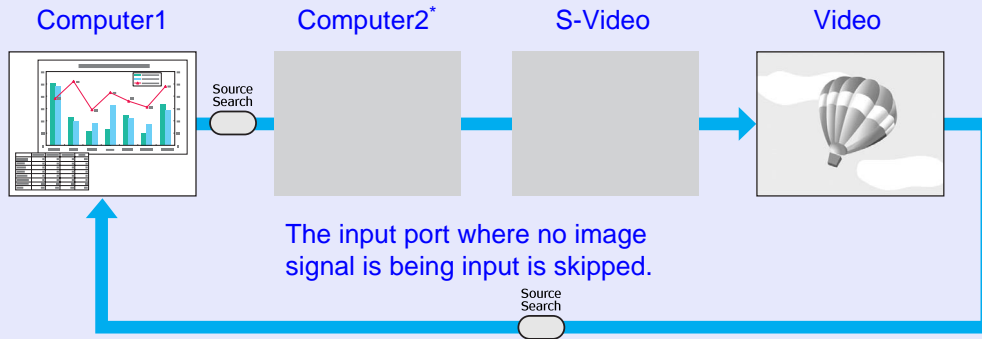 Computer1
Computer2*
S-Video
Video
Source
Search
The input port where no image
signal is being input is skipped.
Source
Search